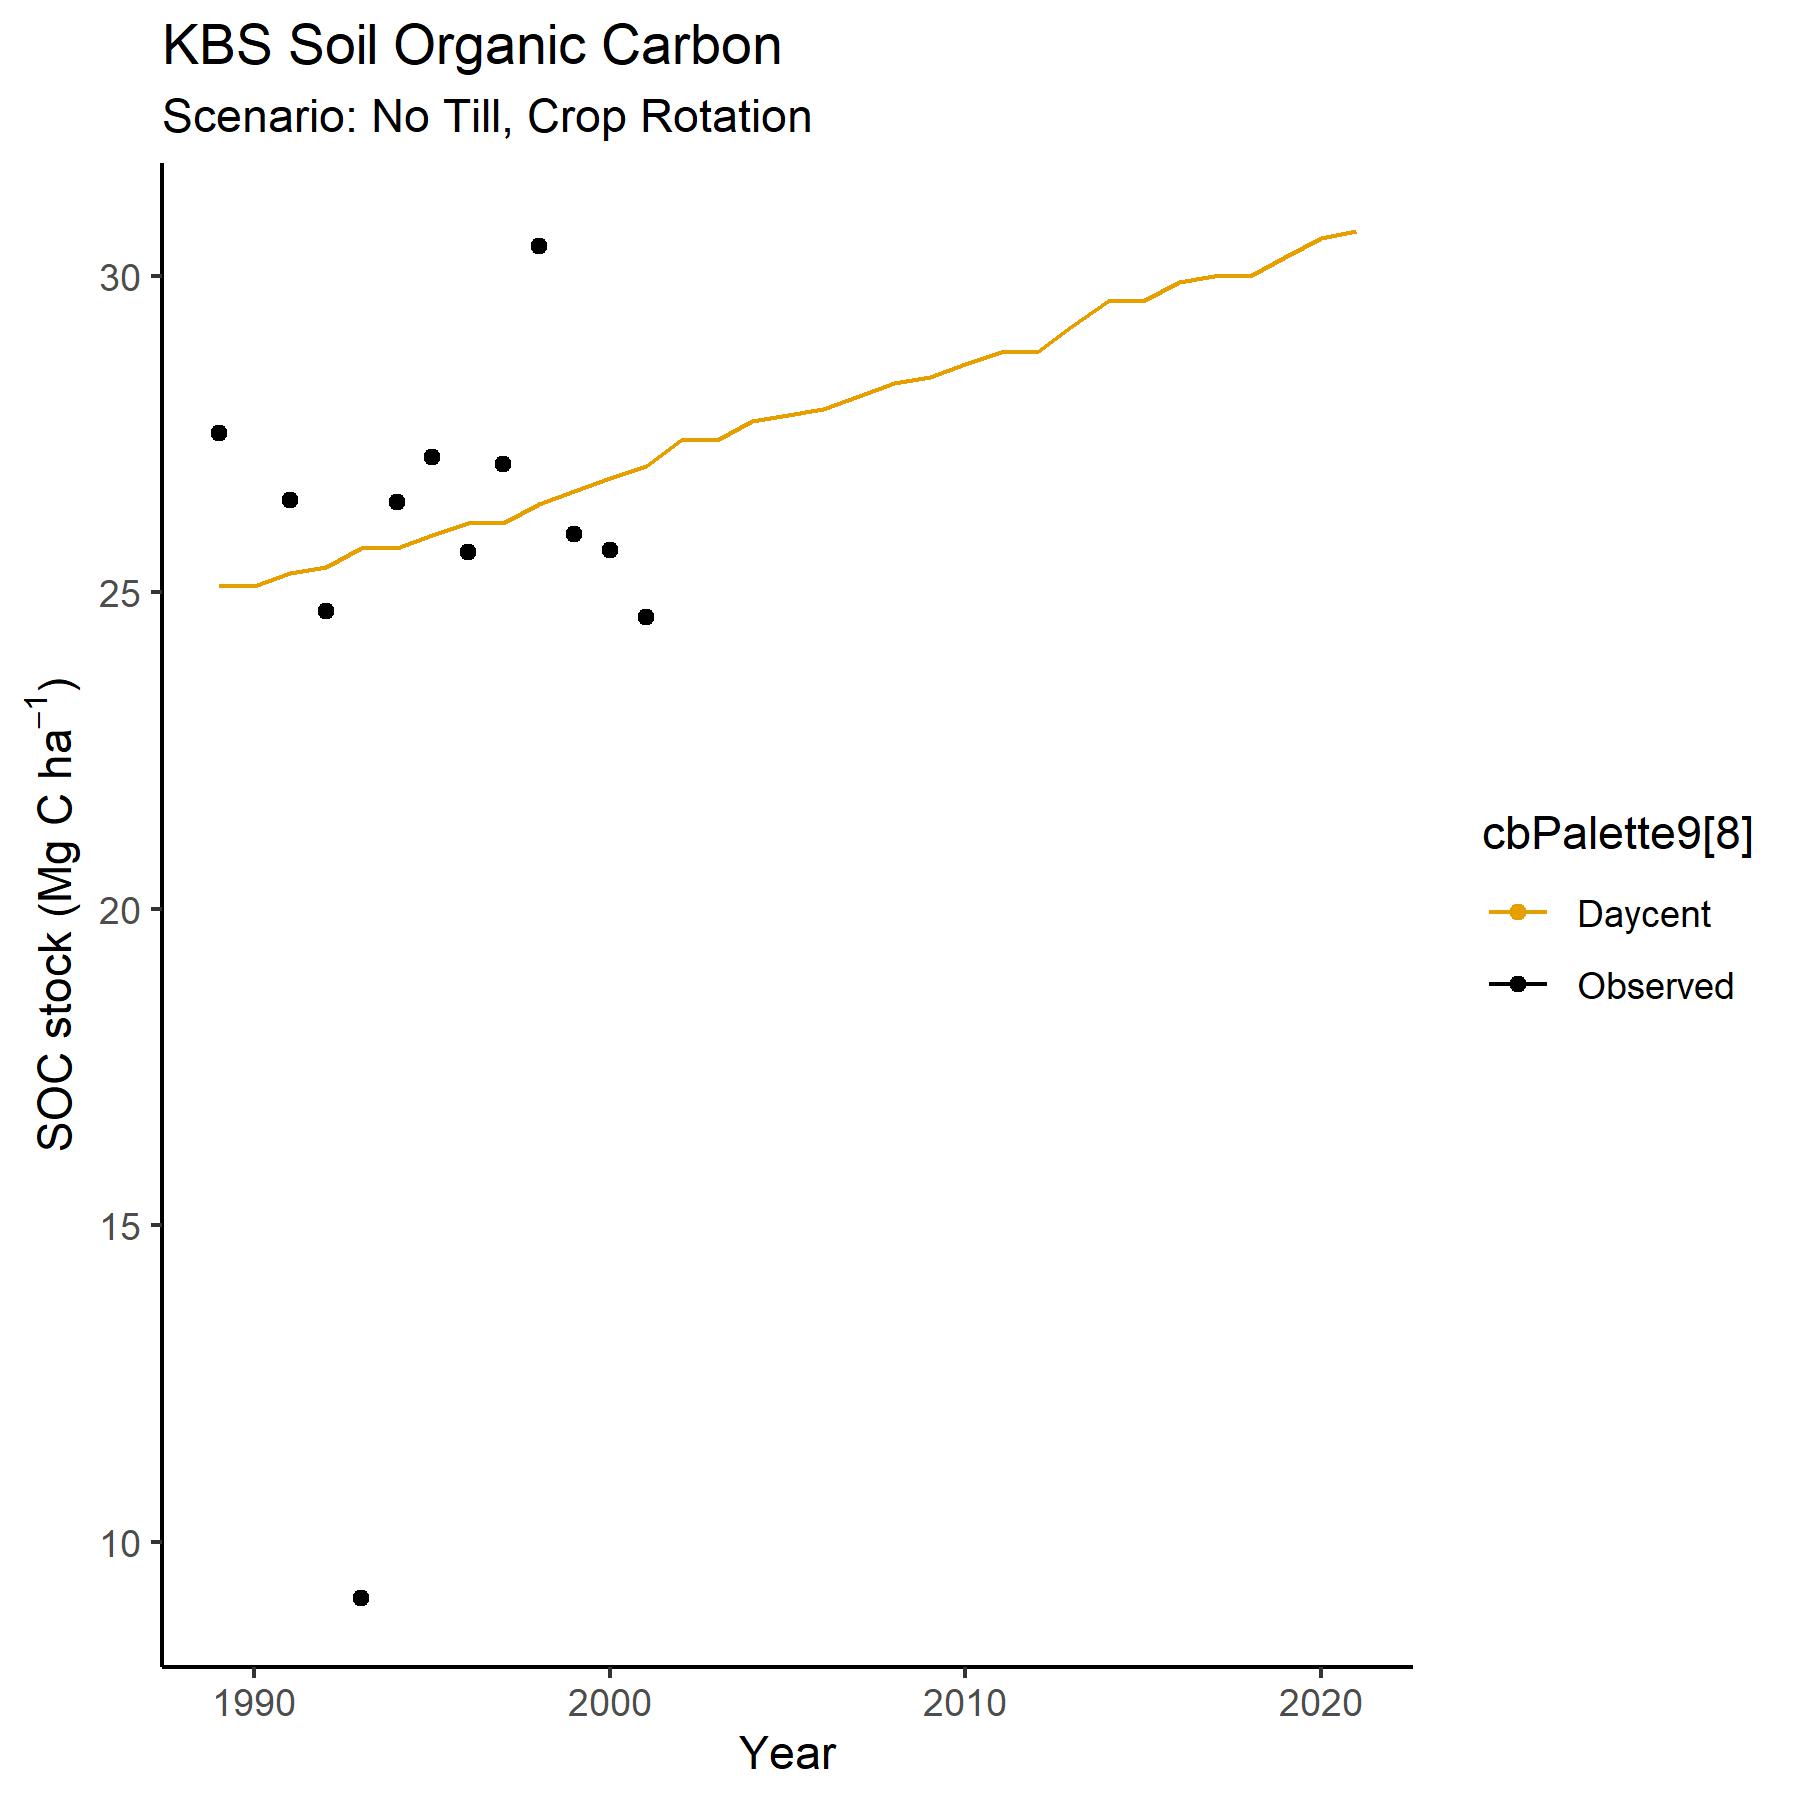 KBS Soil Organic Carbon
Scenario: No Till, Crop Rotation
SOC stock (Mg C ha⁻¹)
30
25
20
15
10
1990
2000
2010
2020
Year
cbPalette9[8]
Daycent
Observed